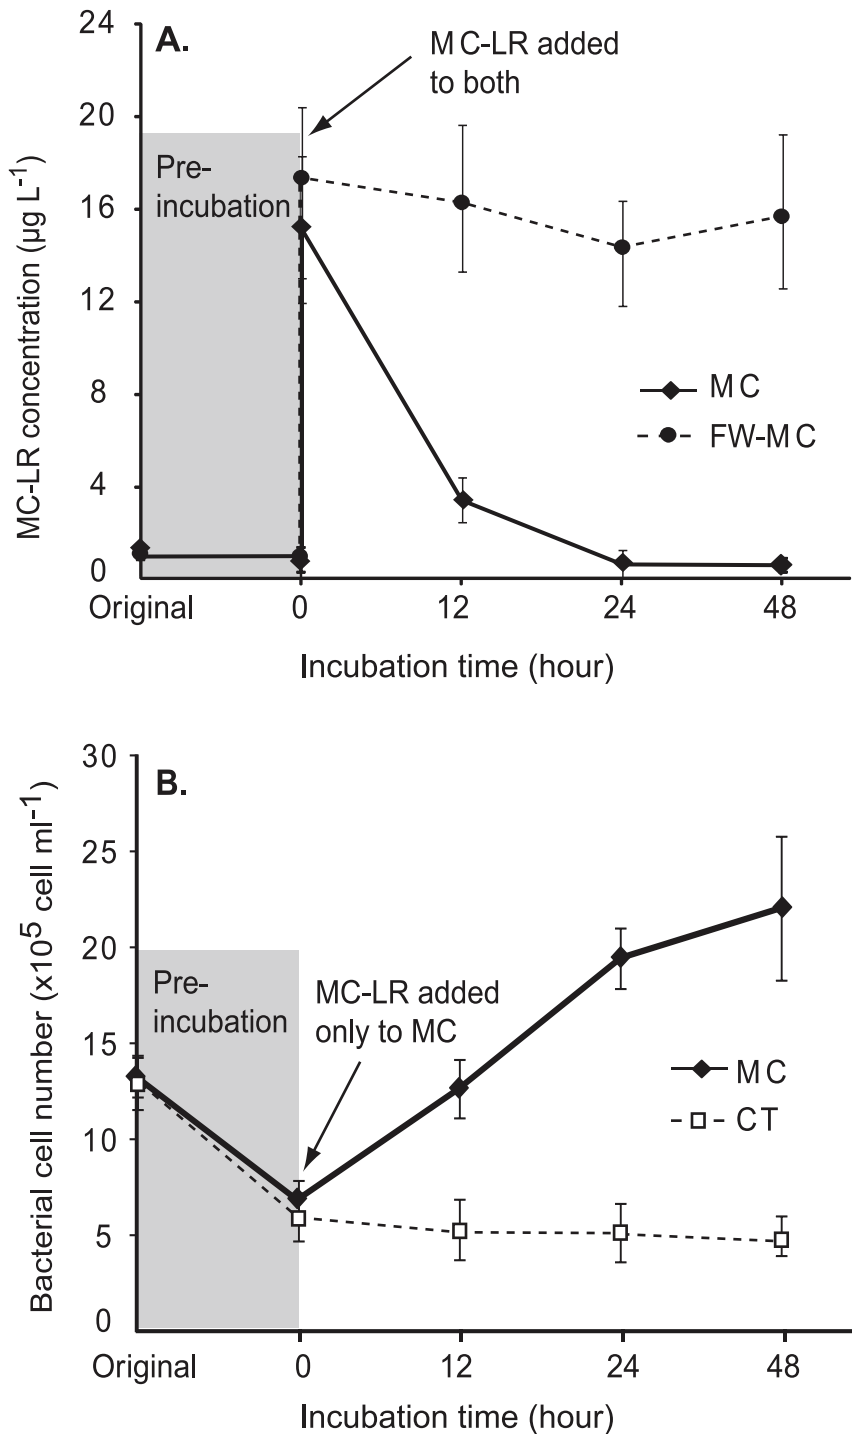 A.
MC-LR added
to both
Pre-
incubation
MC-LR concentration (µg L-1)
24
20
16
12
8
4
0
MC
FW-MC
Original 0 12 24 48
Incubation time (hour)
B.
Pre-
incubation
MC-LR added
only to MC
Bacterial cell number (x10⁵ cell ml⁻¹)
30
25
20
15
10
5
0
MC
CT
Original 0 12 24 48
Incubation time (hour)